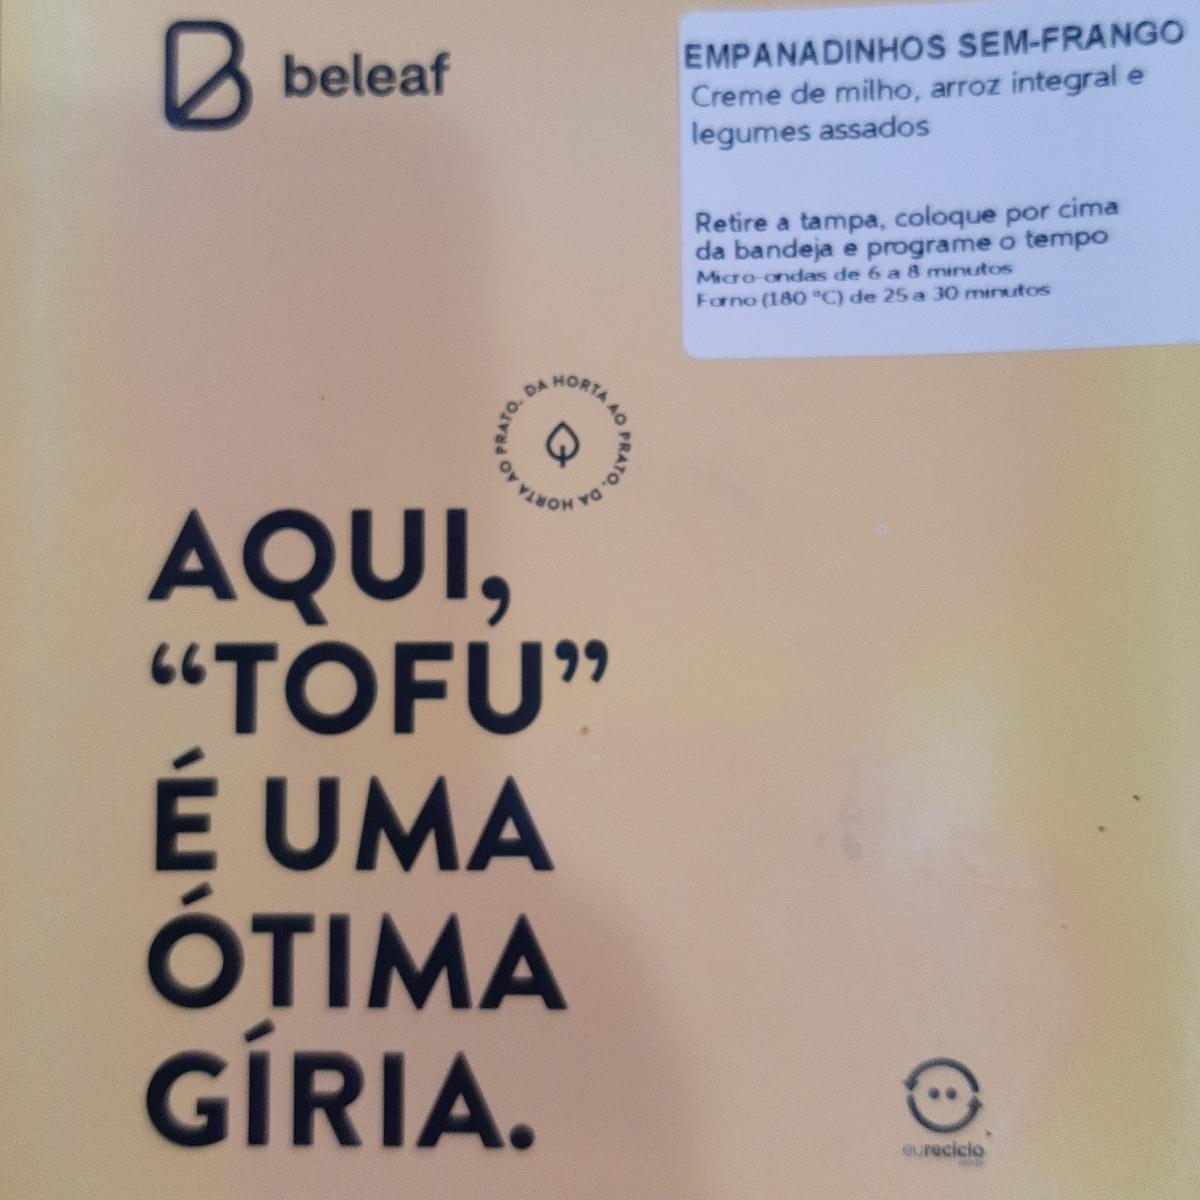 beleaf
EMPANADINHOS SEM-FRANGO
Creme de milho, arroz integral e
legumes assados
Retire a tampa, coloque por cima
da bandeja e programe o tempo
Micro-ondas de 6 a 8 minutos
Forno (180 °C) de 25 a 30 minutos
DA HORTA AO PRATO. DA HORTA AO PRATO.
AQUI,
“TOFU”
É UMA
ÓTIMA
GÍRIA.
eureciclo